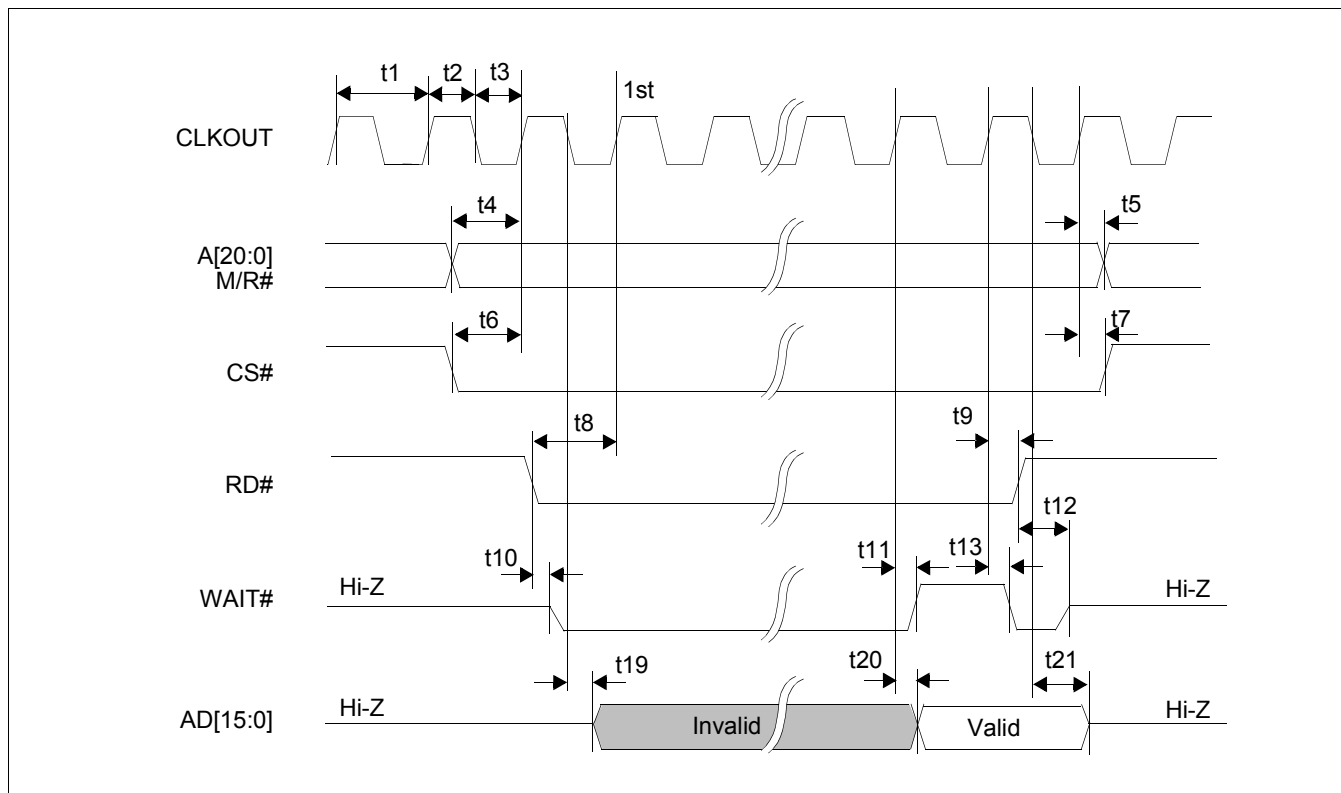 t1 t2 t3
1st
CLKOUT
t4 t5
A[20:0]
M/R#
t6 t7
CS#
t8 t9
RD#
t12
t10 t11 t13
Hi-Z Hi-Z
WAIT#
t19 t20 t21
Hi-Z Hi-Z
AD[15:0]
Invalid Valid